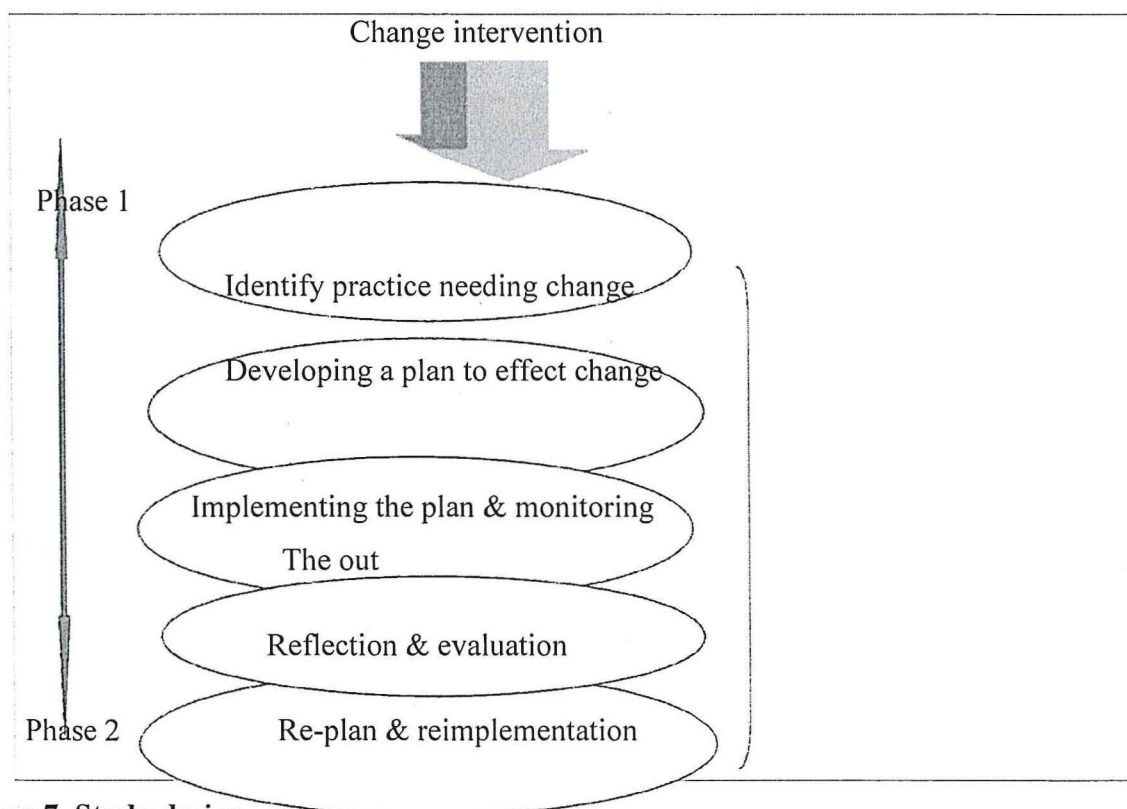 Change intervention
Phase 1
Identify practice needing change
Developing a plan to effect change
Implementing the plan & monitoring
The out
Reflection & evaluation
Phase 2
Re-plan & reimplementation
7